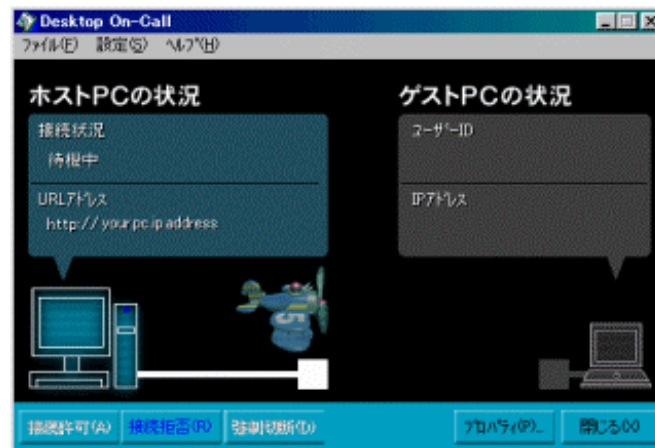 Desktop On-Call
ﾌｧｲﾙ(F) 設定(S) ﾍﾙﾌﾟ(H)
ホストPCの状況
接続状況
待機中
URLｱﾄﾞﾚｽ
http://your.pc.ip.address
ゲストPCの状況
ﾕｰｻﾞｰID
IPｱﾄﾞﾚｽ
5
接続許可(A) 接続拒否(R) 強制切断(D) ﾌﾟﾛﾊﾟﾃｨ(P)... 閉じる(X)